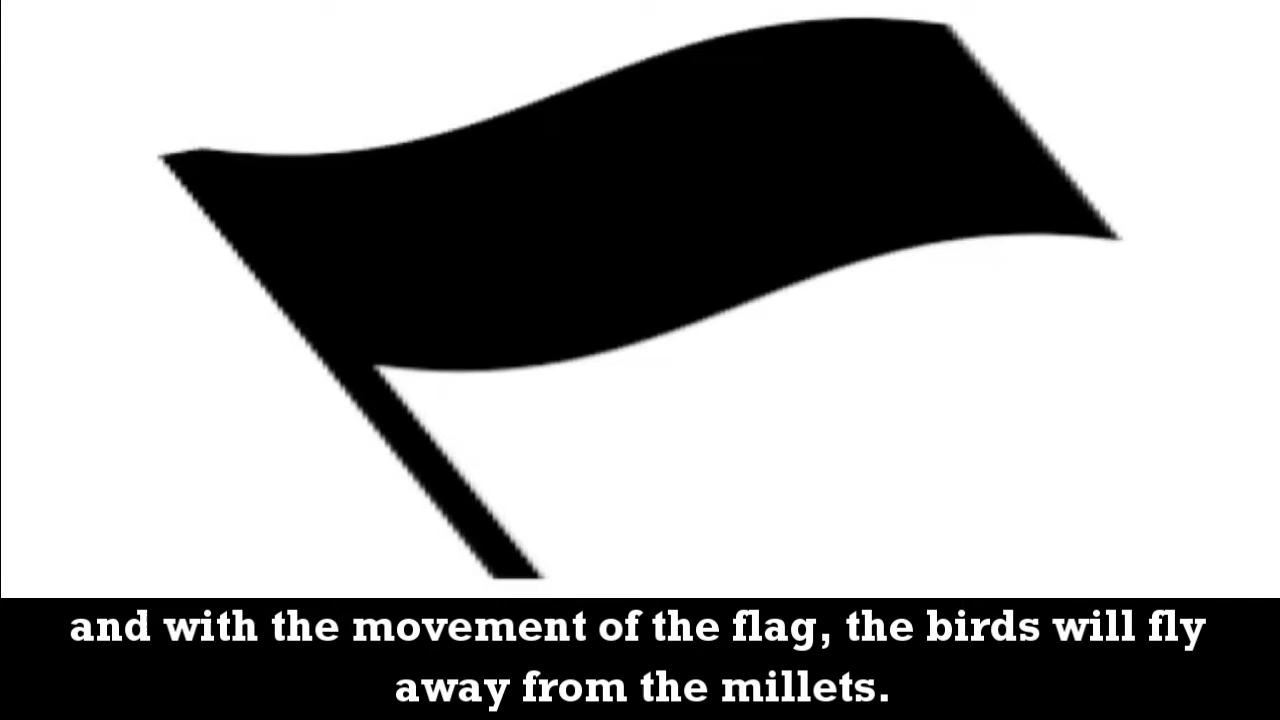 and with the movement of the flag, the birds will fly
away from the millets.